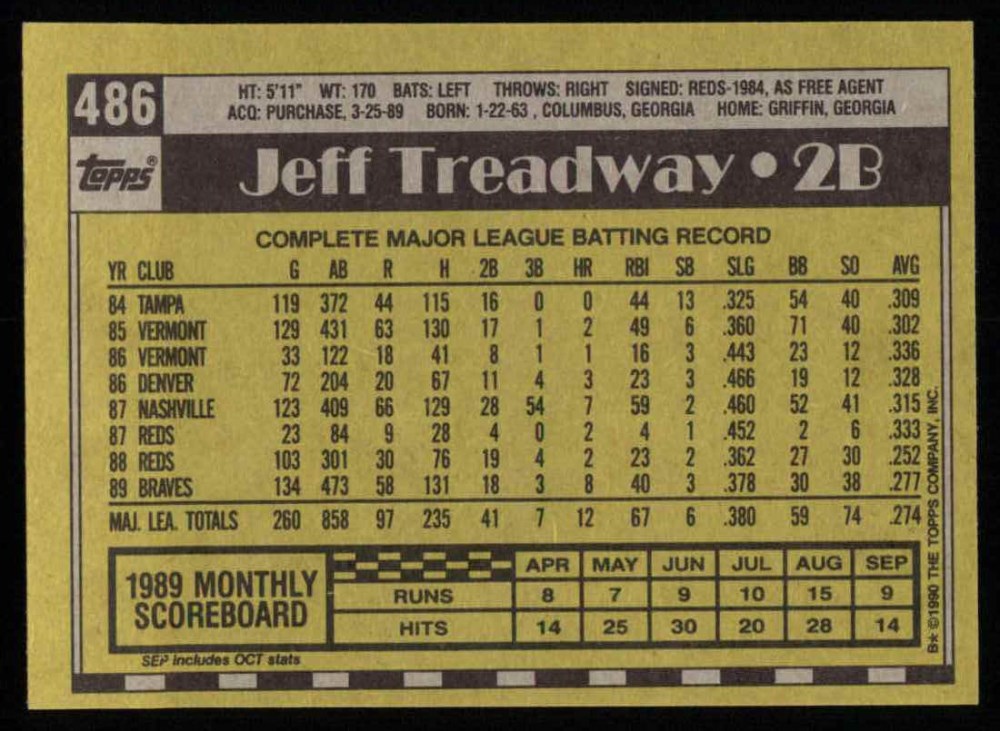 486
HT: 5'11" WT: 170 BATS: LEFT THROWS: RIGHT SIGNED: REDS-1984, AS FREE AGENT
ACQ: PURCHASE, 3-25-89 BORN: 1-22-63 , COLUMBUS, GEORGIA HOME: GRIFFIN, GEORGIA
topps®
Jeff Treadway • 2B
COMPLETE MAJOR LEAGUE BATTING RECORD
YR CLUB G AB R H 2B 3B HR RBI SB SLG BB SO AVG
84 TAMPA 119 372 44 115 16 0 0 44 13 .325 54 40 .309
85 VERMONT 129 431 63 130 17 1 2 49 6 .360 71 40 .302
86 VERMONT 33 122 18 41 8 1 1 16 3 .443 23 12 .336
86 DENVER 72 204 20 67 11 4 3 23 3 .466 19 12 .328
87 NASHVILLE 123 409 66 129 28 54 7 59 2 .460 52 41 .315
87 REDS 23 84 9 28 4 0 2 4 1 .452 2 6 .333
88 REDS 103 301 30 76 19 4 2 23 2 .362 27 30 .252
89 BRAVES 134 473 58 131 18 3 8 40 3 .378 30 38 .277
MAJ. LEA. TOTALS 260 858 97 235 41 7 12 67 6 .380 59 74 .274
1989 MONTHLY
SCOREBOARD
APR MAY JUN JUL AUG SEP
RUNS 8 7 9 10 15 9
HITS 14 25 30 20 28 14
SEP includes OCT stats
B★ ©1990 THE TOPPS COMPANY, INC.